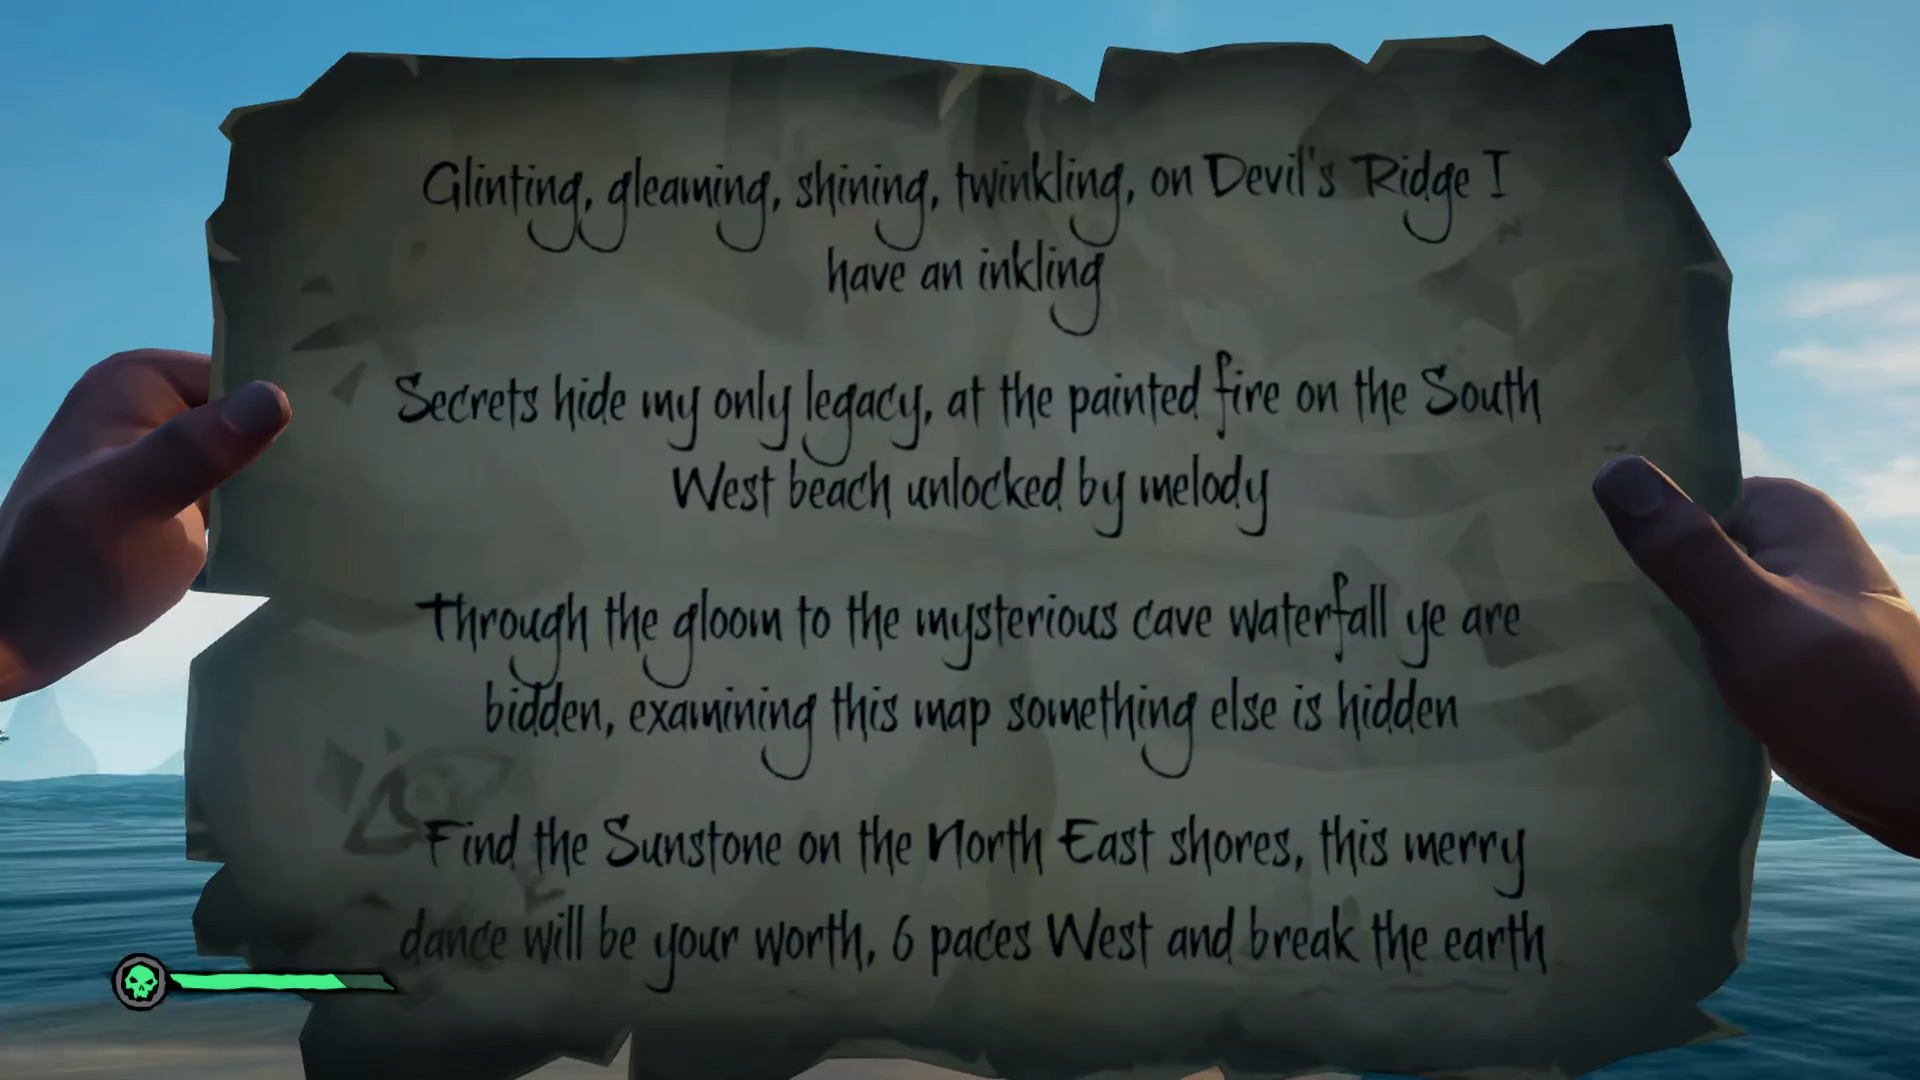 Glinting, gleaming, shining, twinkling, on Devil's Ridge I
have an inkling
Secrets hide my only legacy, at the painted fire on the South
West beach unlocked by melody
Through the gloom to the mysterious cave waterfall ye are
bidden, examining this map something else is hidden
Find the Sunstone on the North East shores, this merry
dance will be your worth, 6 paces West and break the earth